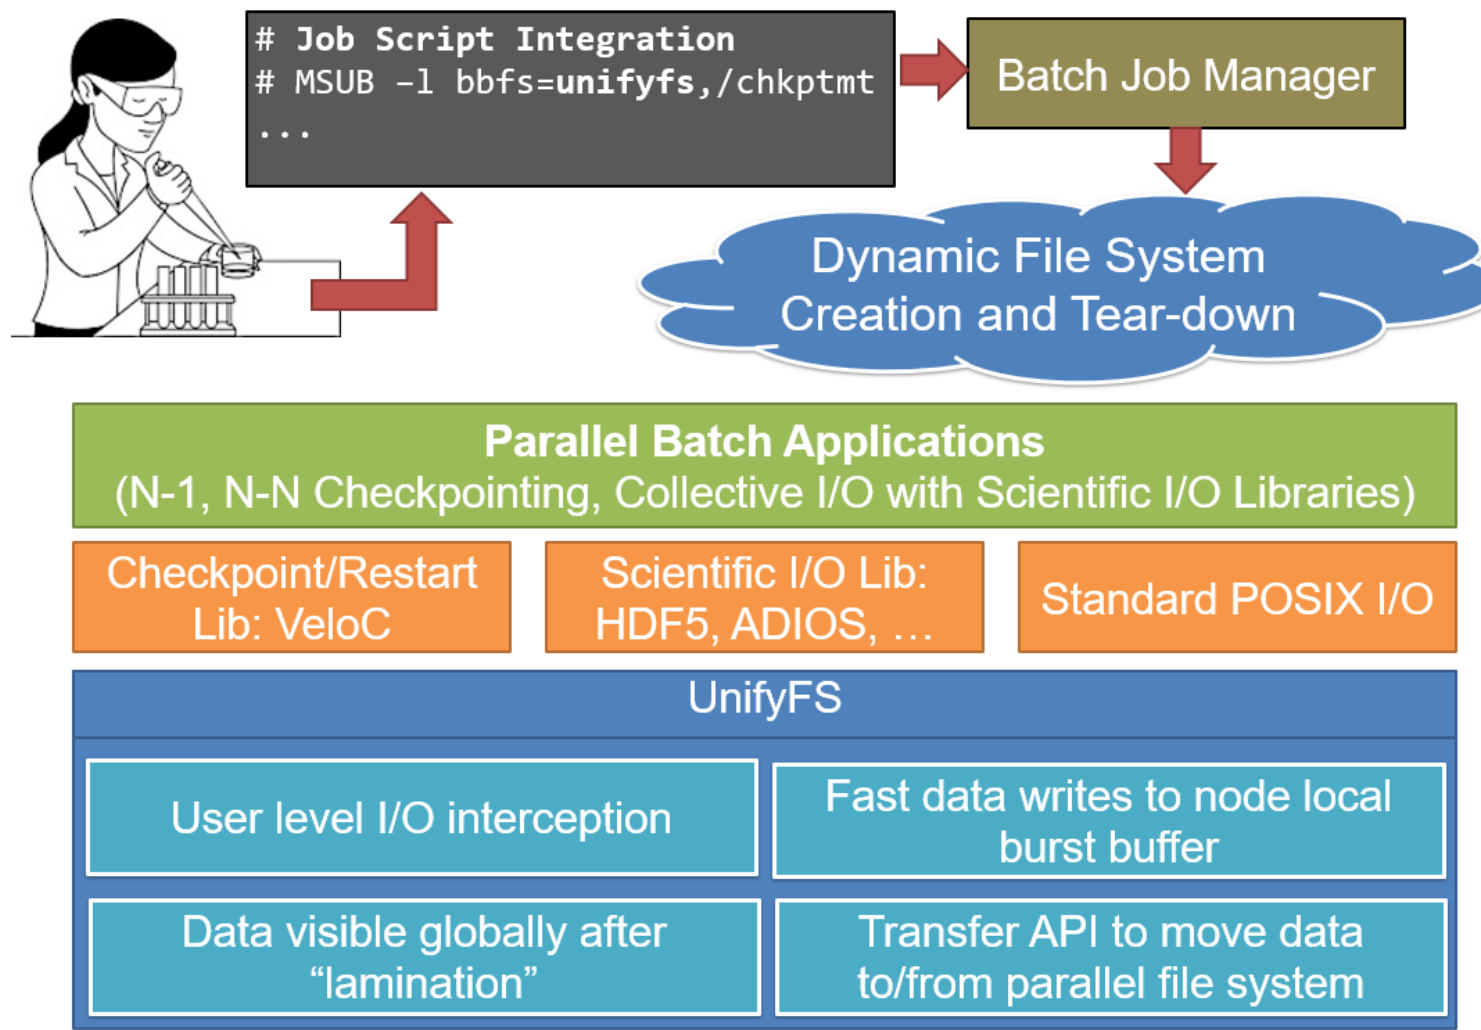 # Job Script Integration
# MSUB –l bbfs=unifyfs,/chkptmt
...
Batch Job Manager
Dynamic File System
Creation and Tear-down
Parallel Batch Applications
(N-1, N-N Checkpointing, Collective I/O with Scientific I/O Libraries)
Checkpoint/Restart
Lib: VeloC
Scientific I/O Lib:
HDF5, ADIOS, …
Standard POSIX I/O
UnifyFS
User level I/O interception
Fast data writes to node local
burst buffer
Data visible globally after
“lamination”
Transfer API to move data
to/from parallel file system